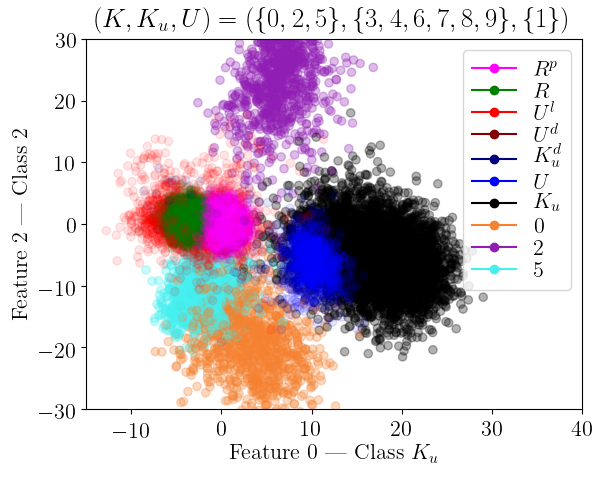 (K, K_u, U) = ({0, 2, 5}, {3, 4, 6, 7, 8, 9}, {1})
30
20
10
0
−10
−20
−30
Feature 2 — Class 2
R^p
R
U^l
U^d
K_u^d
U
K_u
0
2
5
−10
0
10
20
30
40
Feature 0 — Class K_u